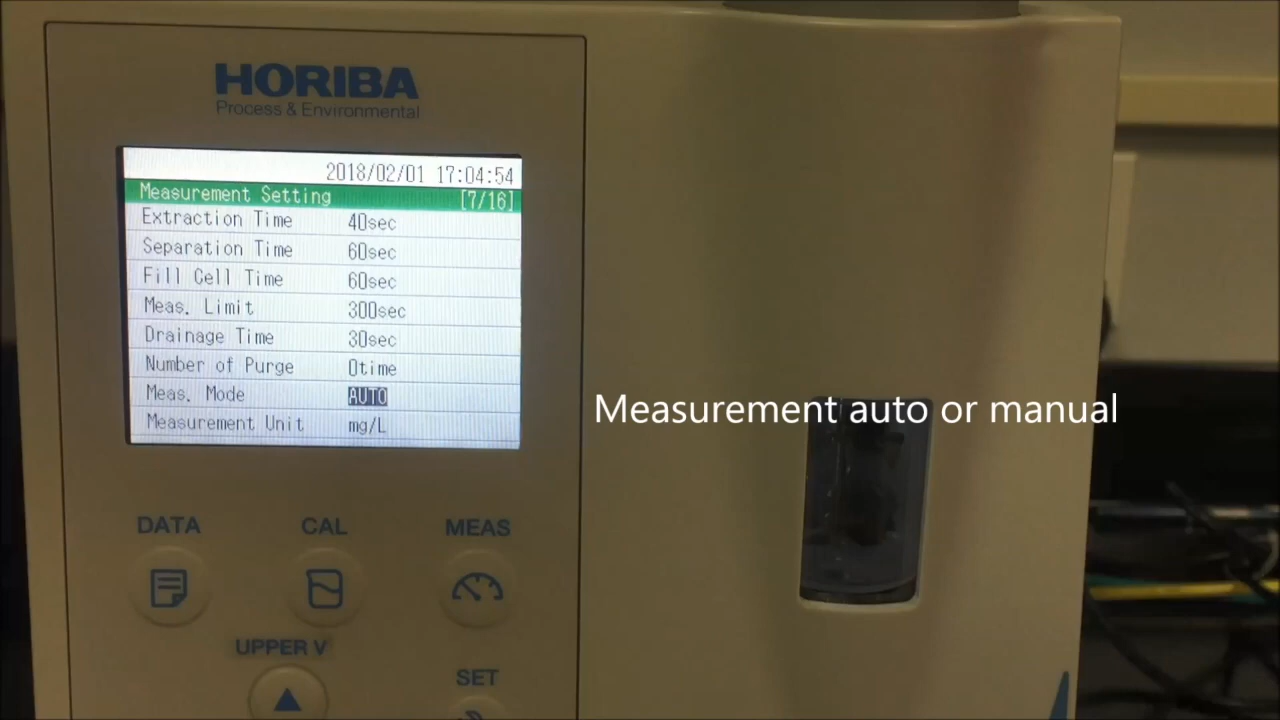 HORIBA
Process & Environmental
2018/02/01 17:04:54
Measurement Setting [7/16]
Extraction Time 40sec
Separation Time 60sec
Fill Cell Time 60sec
Meas. Limit 300sec
Drainage Time 30sec
Number of Purge 0time
Meas. Mode AUTO
Measurement Unit mg/L
Measurement auto or manual
DATA CAL MEAS
UPPER V
SET